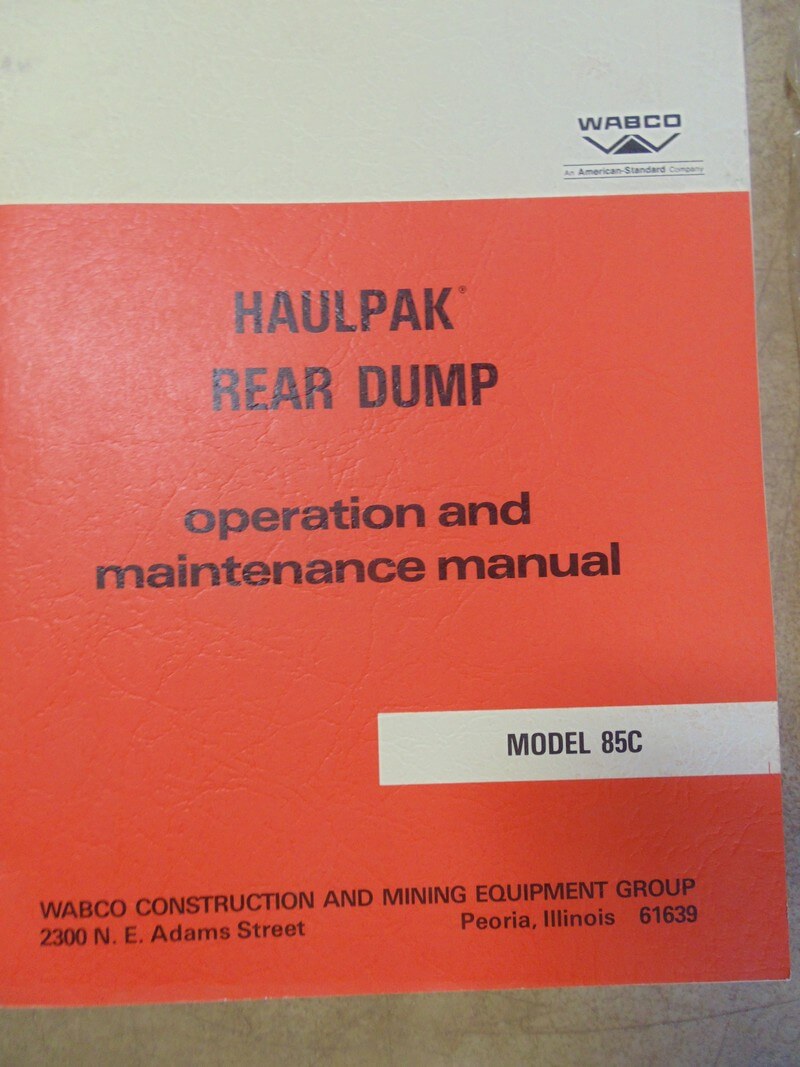 WABCO
An American-Standard Company
HAULPAK®
REAR DUMP
operation and
maintenance manual
MODEL 85C
WABCO CONSTRUCTION AND MINING EQUIPMENT GROUP
2300 N. E. Adams Street Peoria, Illinois 61639